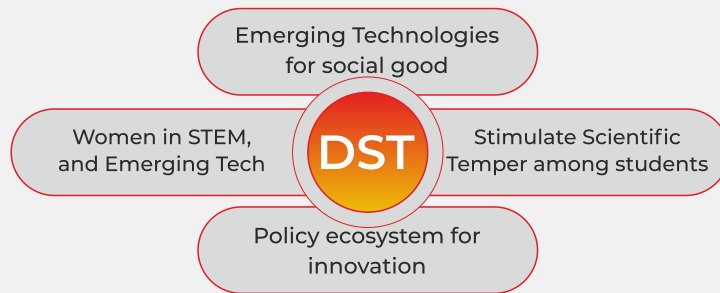 Emerging Technologies
for social good
Women in STEM,
and Emerging Tech
DST
Stimulate Scientific
Temper among students
Policy ecosystem for
innovation